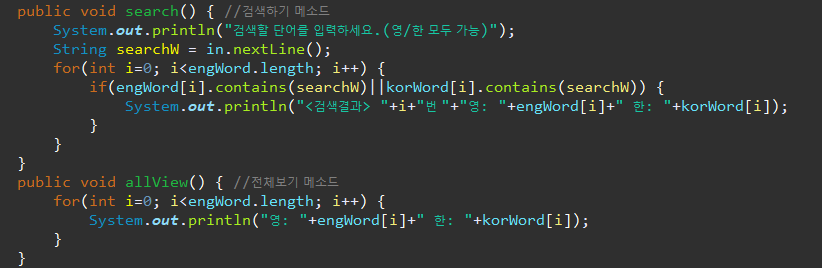 public void search() { //검색하기 메소드
System.out.println("검색할 단어를 입력하세요.(영/한 모두 가능)");
String searchW = in.nextLine();
for(int i=0; i<engWord.length; i++) {
if(engWord[i].contains(searchW)||korWord[i].contains(searchW)) {
System.out.println("<검색결과> "+i+"번 "+"영: "+engWord[i]+" 한: "+korWord[i]);
}
}
}
public void allView() { //전체보기 메소드
for(int i=0; i<engWord.length; i++) {
System.out.println("영: "+engWord[i]+" 한: "+korWord[i]);
}
}